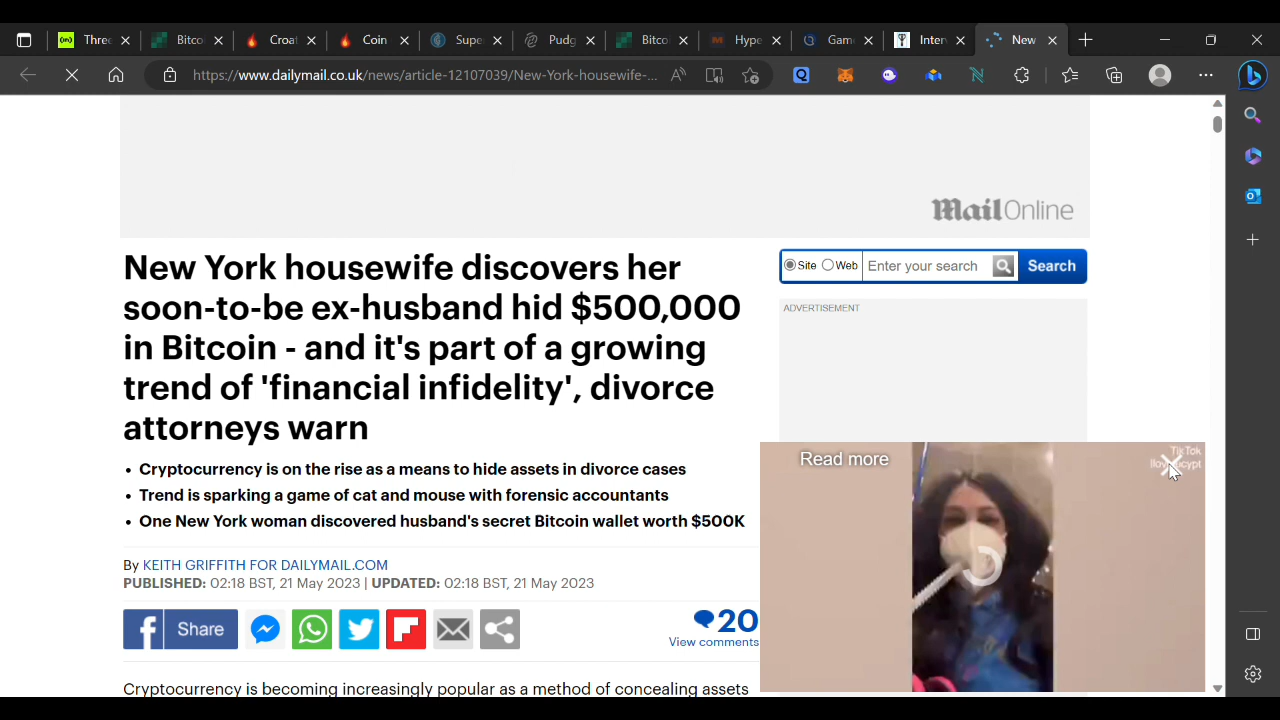 Three
Bitco
Croat
Coin
Supe
Pudg
Bitco
Hype
Game
Inter
New
https://www.dailymail.co.uk/news/article-12107039/New-York-housewife-...
MailOnline
New York housewife discovers her
soon-to-be ex-husband hid $500,000
in Bitcoin - and it's part of a growing
trend of 'financial infidelity', divorce
attorneys warn
• Cryptocurrency is on the rise as a means to hide assets in divorce cases
• Trend is sparking a game of cat and mouse with forensic accountants
• One New York woman discovered husband's secret Bitcoin wallet worth $500K
By KEITH GRIFFITH FOR DAILYMAIL.COM
PUBLISHED: 02:18 BST, 21 May 2023 | UPDATED: 02:18 BST, 21 May 2023
Share
20
View comments
Cryptocurrency is becoming increasingly popular as a method of concealing assets
Site Web Enter your search Search
ADVERTISEMENT
Read more
TikTok